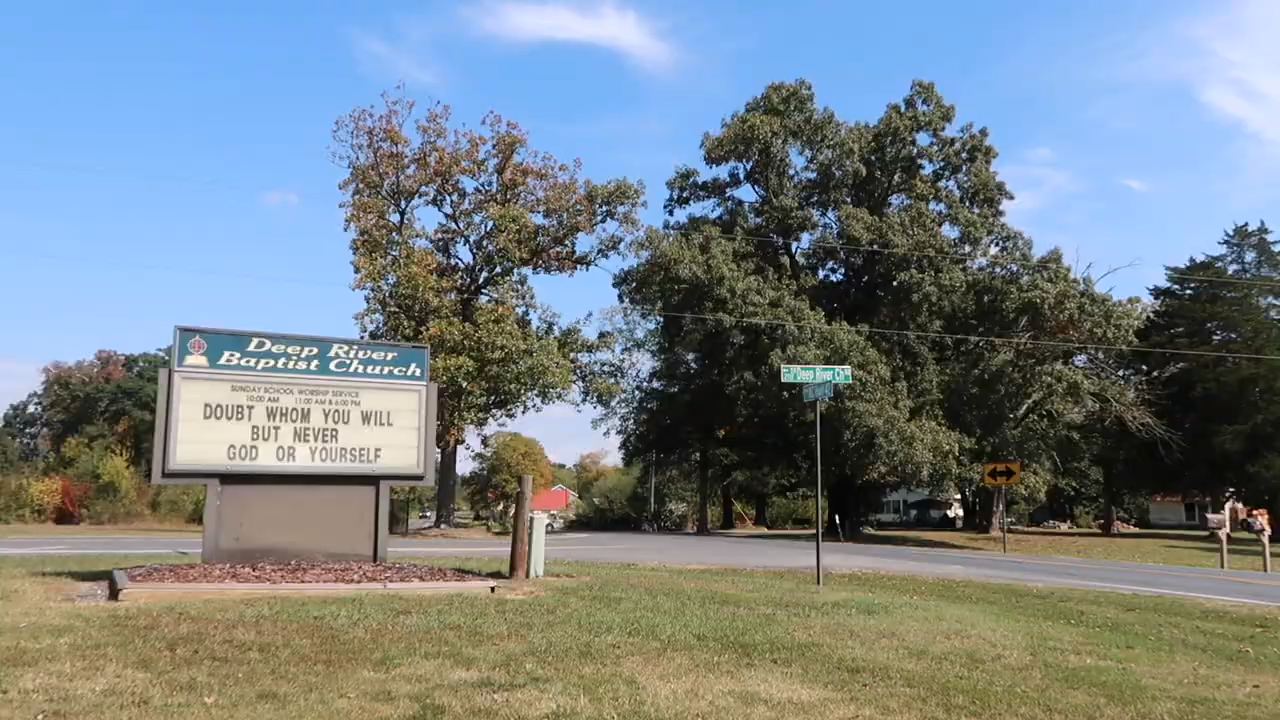 Deep River
Baptist Church
SUNDAY SCHOOL WORSHIP SERVICE
10:00 AM 11:00 AM & 6:00 PM
DOUBT WHOM YOU WILL
BUT NEVER
GOD OR YOURSELF
Deep River Ch